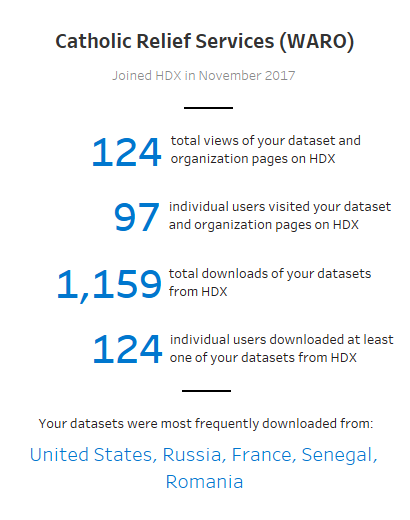 Catholic Relief Services (WARO)
Joined HDX in November 2017
124 total views of your dataset and
organization pages on HDX
97 individual users visited your dataset
and organization pages on HDX
1,159 total downloads of your datasets
from HDX
124 individual users downloaded at least
one of your datasets from HDX
Your datasets were most frequently downloaded from:
United States, Russia, France, Senegal,
Romania